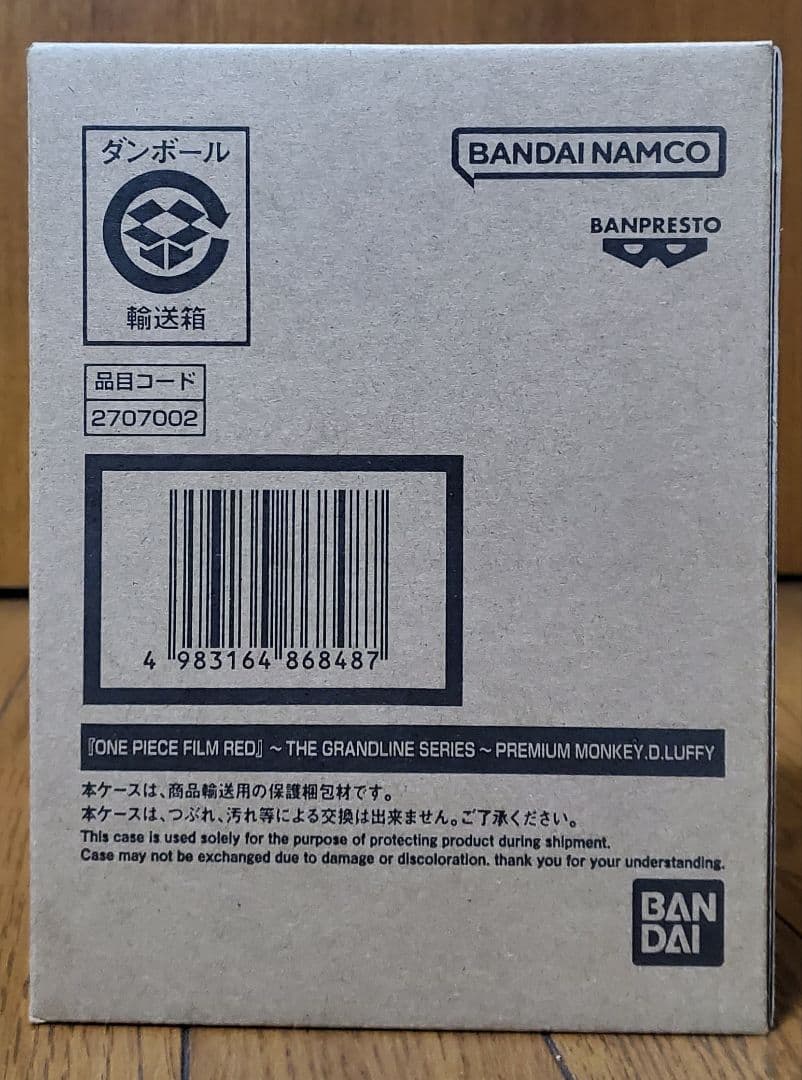 ダンボール
輸送箱
BANDAI NAMCO
BANPRESTO
品目コード
2707002
4 983164 868487
『ONE PIECE FILM RED』～THE GRANDLINE SERIES～PREMIUM MONKEY.D.LUFFY
本ケースは、商品輸送用の保護梱包材です。
本ケースは、つぶれ、汚れ等による交換は出来ません。ご了承ください。
This case is used solely for the purpose of protecting product during shipment.
Case may not be exchanged due to damage or discoloration. thank you for your understanding.
BAN
DAI